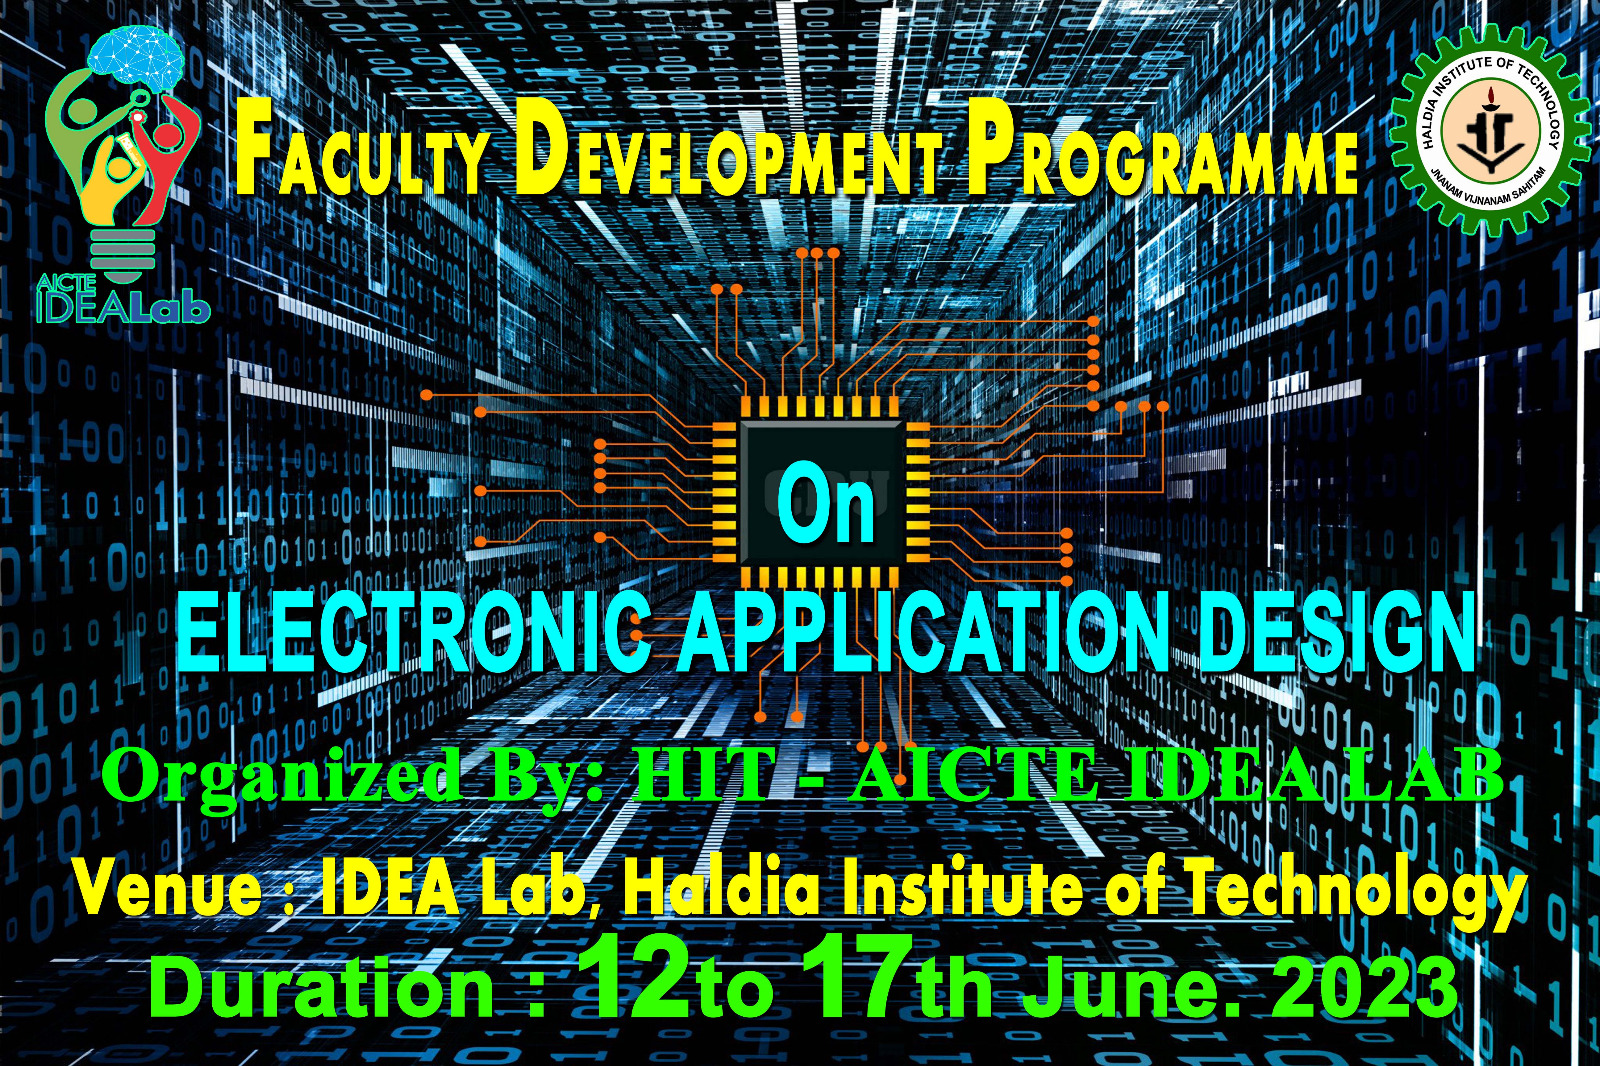 AICTE
IDEALab
FACULTY DEVELOPMENT PROGRAMME
HALDIA INSTITUTE OF TECHNOLOGY
JNANAM VIJNANAM SAHITAM
On
ELECTRONIC APPLICATION DESIGN
Organized By: HIT - AICTE IDEA LAB
Venue : IDEA Lab, Haldia Institute of Technology
Duration : 12to 17th June. 2023